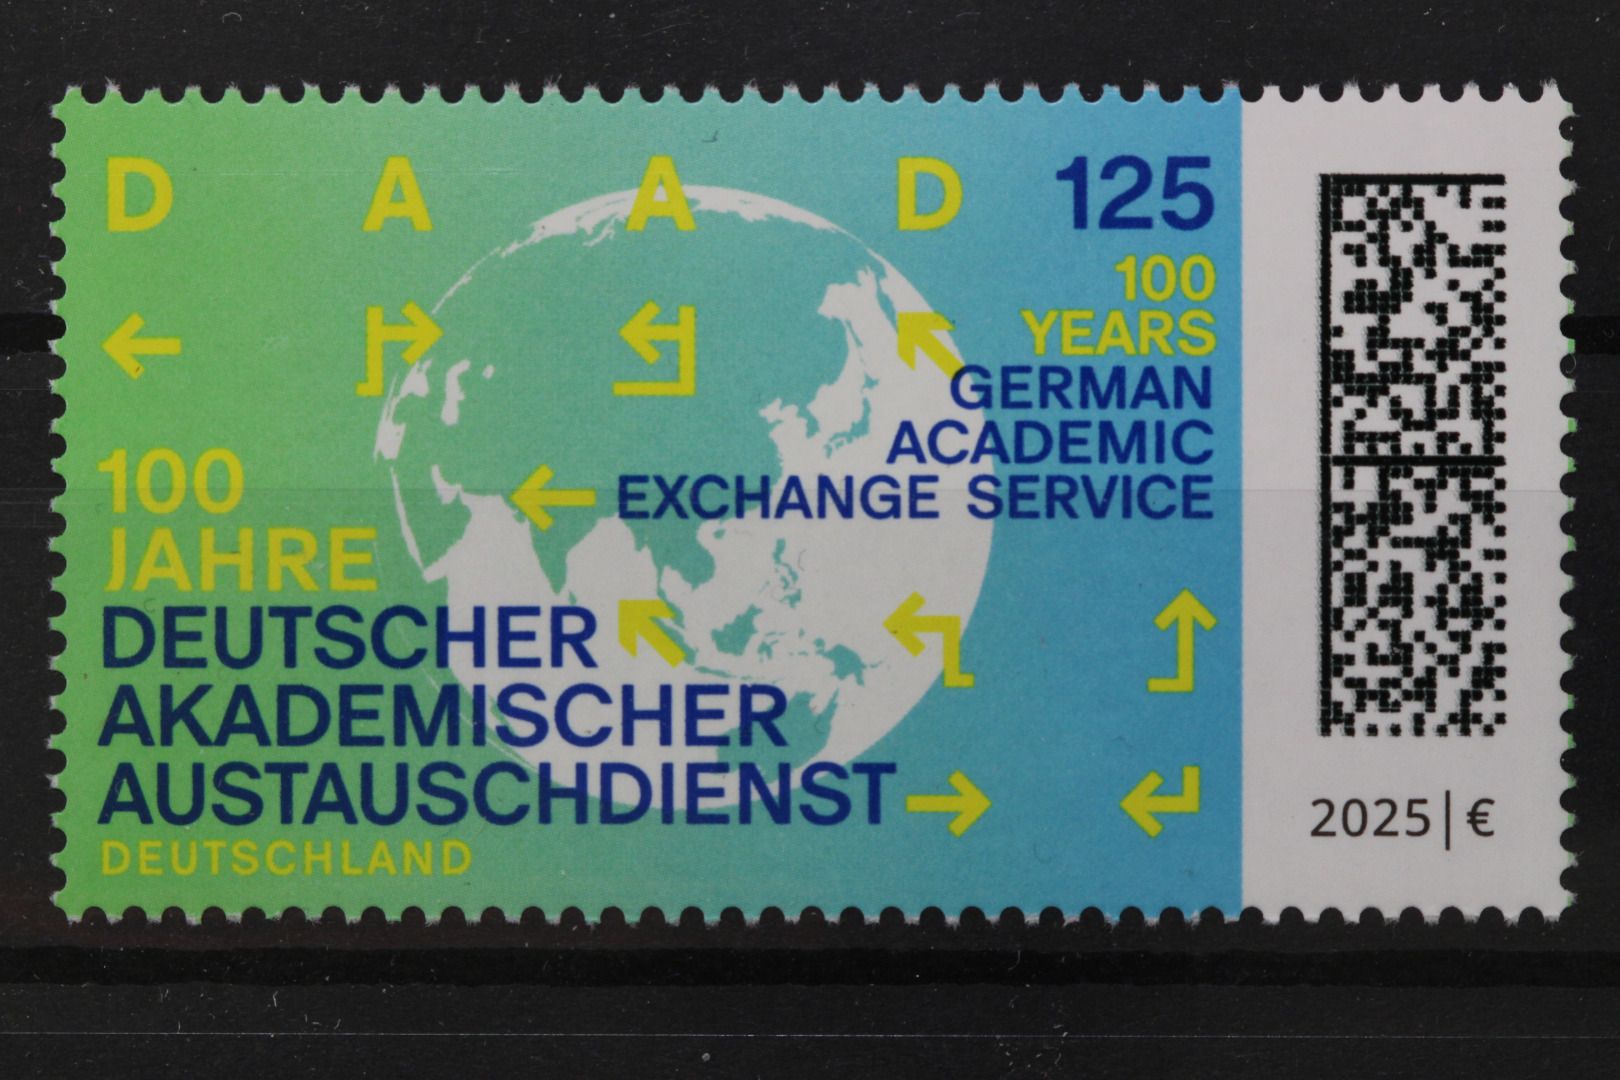 D A A D
125
100
YEARS
GERMAN
ACADEMIC
EXCHANGE SERVICE
100
JAHRE
DEUTSCHER
AKADEMISCHER
AUSTAUSCHDIENST
DEUTSCHLAND
2025|€